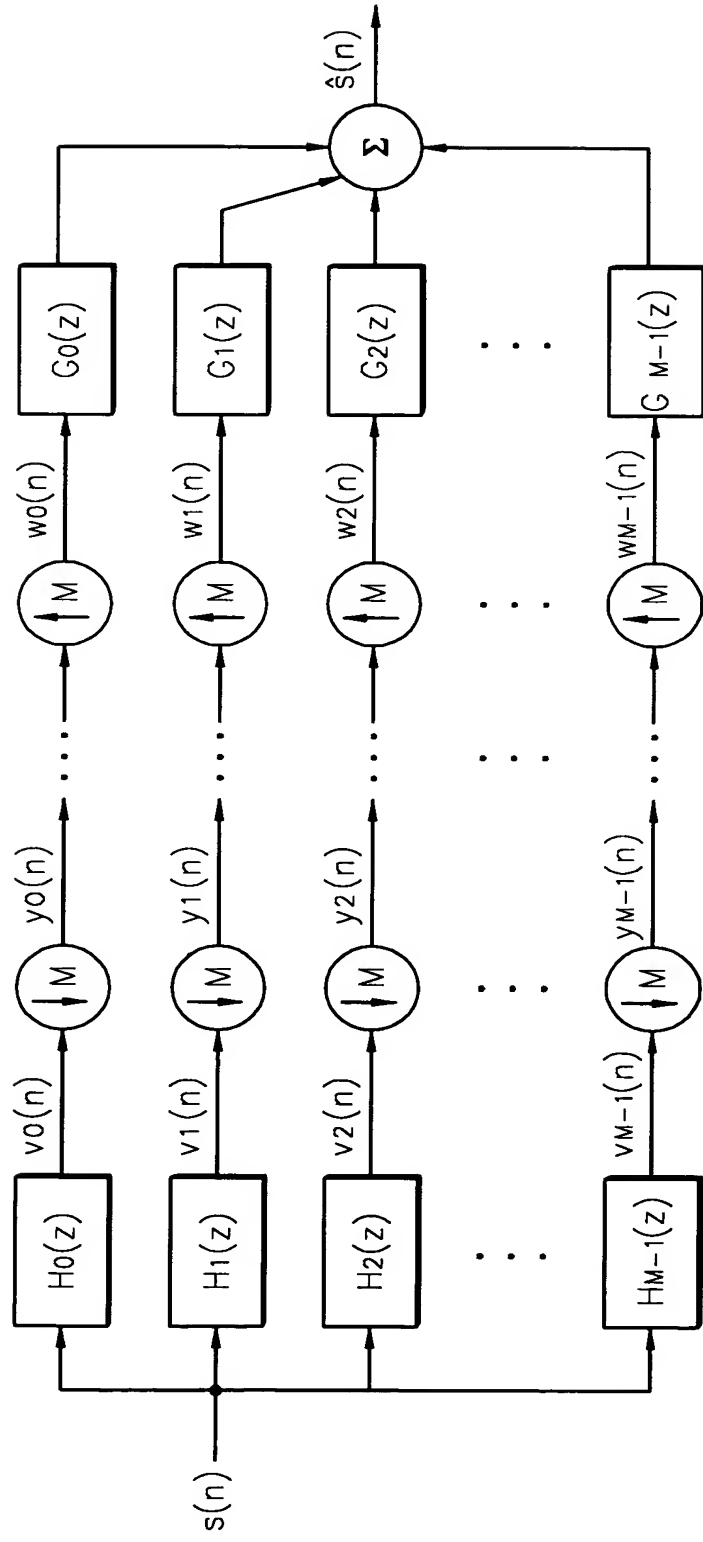 s(n)
H0(z)
v0(n)
↓M
y0(n)
...
↑M
w0(n)
G0(z)
H1(z)
v1(n)
↓M
y1(n)
...
↑M
w1(n)
G1(z)
H2(z)
v2(n)
↓M
y2(n)
...
↑M
w2(n)
G2(z)
...
...
...
...
...
HM-1(z)
vM-1(n)
↓M
yM-1(n)
...
↑M
wM-1(n)
G M-1(z)
Σ
ŝ(n)